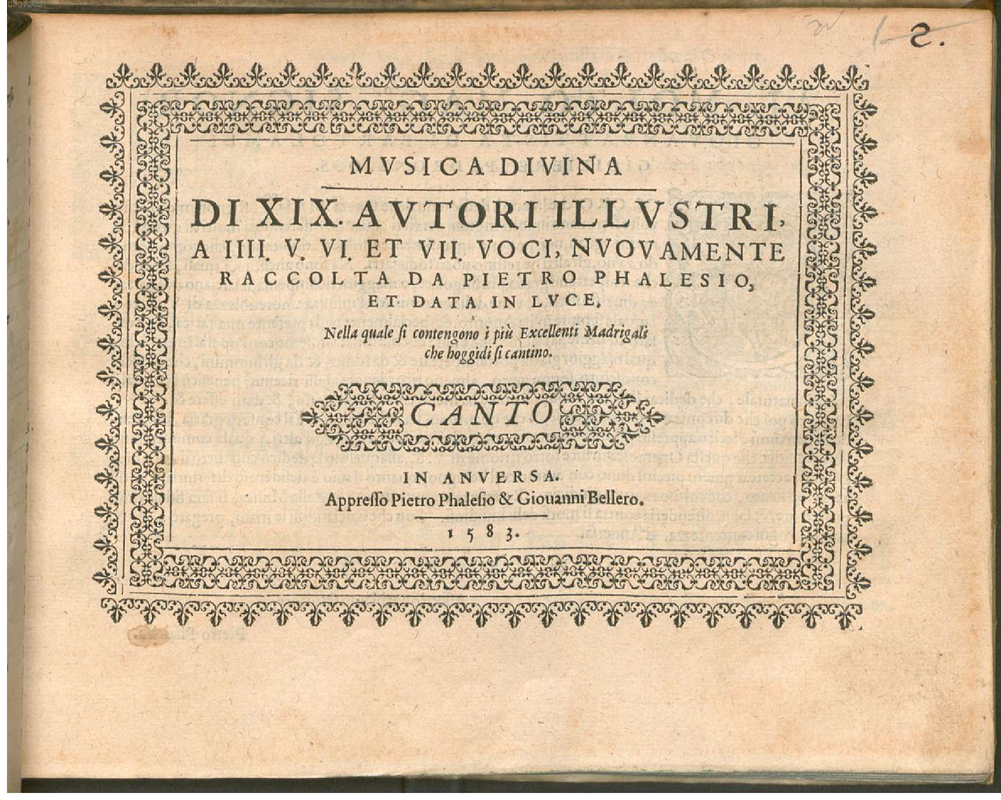 2.
MVSICA DIVINA
DI XIX. AVTORI ILLVSTRI,
A IIII. V. VI. ET VII. VOCI, NVOVAMENTE
RACCOLTA DA PIETRO PHALESIO,
ET DATA IN LVCE.
Nella quale ſi contengono i più Excellenti Madrigali
che hoggidi ſi cantino.
CANTO
IN ANVERSA.
Appreſſo Pietro Phaleſio & Giouanni Bellero.
1583.